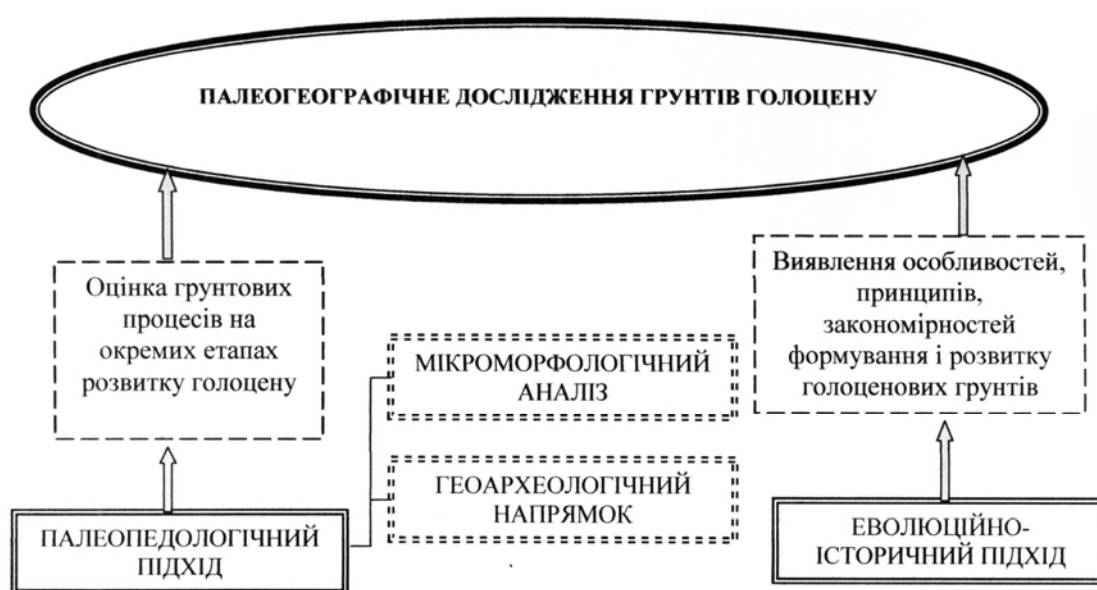 ПАЛЕОГЕОГРАФІЧНЕ ДОСЛІДЖЕННЯ ГРУНТІВ ГОЛОЦЕНУ
Оцінка грунтових
процесів на
окремих етапах
розвитку голоцену
МІКРОМОРФОЛОГІЧНИЙ
АНАЛІЗ
ГЕОАРХЕОЛОГІЧНИЙ
НАПРЯМОК
Виявлення особливостей,
принципів,
закономірностей
формування і розвитку
голоценових грунтів
ПАЛЕОПЕДОЛОГІЧНИЙ
ПІДХІД
ЕВОЛЮЦІЙНО-
ІСТОРИЧНИЙ ПІДХІД